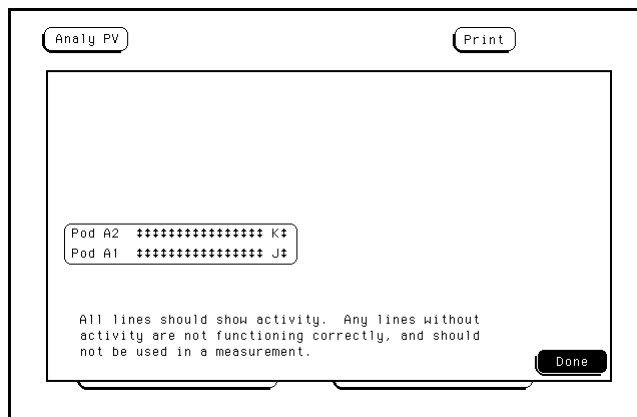 Analy PV
Print
Pod A2 ‡‡‡‡‡‡‡‡‡‡‡‡‡‡‡‡ K‡
Pod A1 ‡‡‡‡‡‡‡‡‡‡‡‡‡‡‡‡ J‡
All lines should show activity. Any lines without
activity are not functioning correctly, and should
not be used in a measurement.
Done